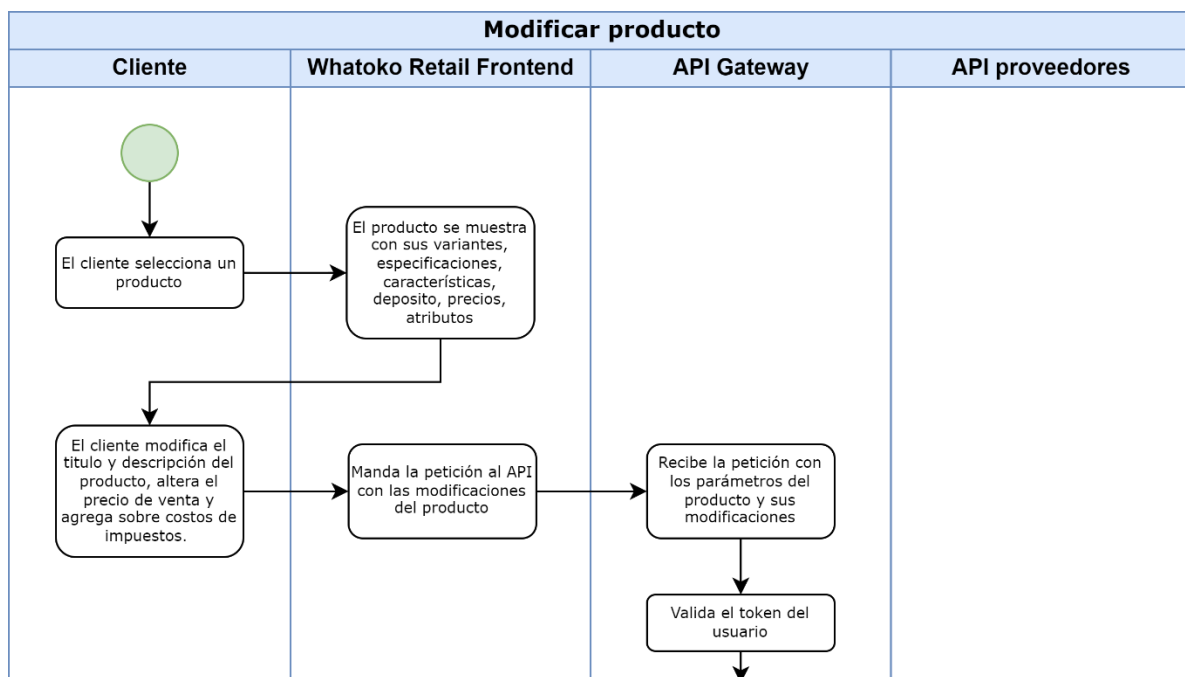 Modificar producto
Cliente
Whatoko Retail Frontend
API Gateway
API proveedores
El cliente selecciona un
producto
El producto se muestra
con sus variantes,
especificaciones,
características,
deposito, precios,
atributos
El cliente modifica el
titulo y descripción del
producto, altera el
precio de venta y
agrega sobre costos de
impuestos.
Manda la petición al API
con las modificaciones
del producto
Recibe la petición con
los parámetros del
producto y sus
modificaciones
Valida el token del
usuario